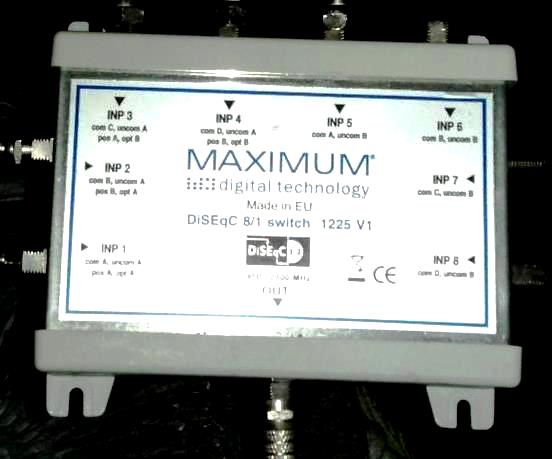 INP 3
com C, uncom A
pos A, opt B
INP 4
com D, uncom A
pos B, opt B
INP 5
com A, uncom B
INP 6
com B, uncom B
INP 2
com B, uncom A
pos B, opt A
MAXIMUM®
digital technology
Made in EU
DiSEqC 8/1 switch 1225 V1
INP 7
com C, uncom B
INP 1
com A, uncom A
pos A, opt A
DiSEqC
INP 8
com D, uncom B
CE
MHz
OUT